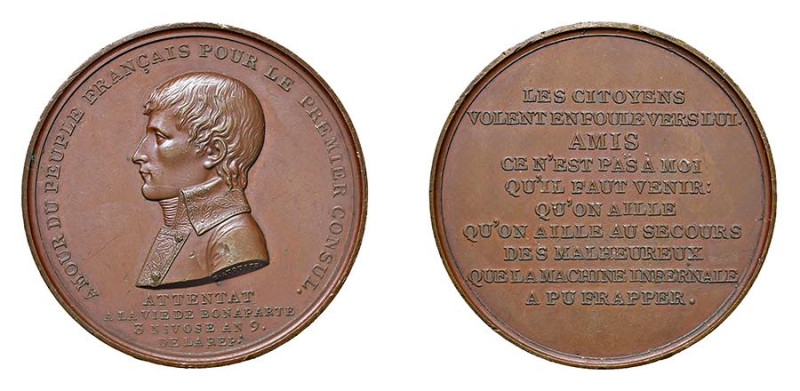 AMOUR DU PEUPLE FRANÇAIS POUR LE PREMIER CONSUL.
ATTENTAT
A LA VIE DE BONAPARTE
3 NIVOSE AN 9.
DE LA REP.
LES CITOYENS
VOLENT EN FOULE VERS LUI.
AMIS
CE N'EST PAS À MOI
QU'IL FAUT VENIR:
QU'ON AILLE
QU'ON AILLE AU SECOURS
DES MALHEUREUX
QUE LA MACHINE INFERNALE
A PU FRAPPER.